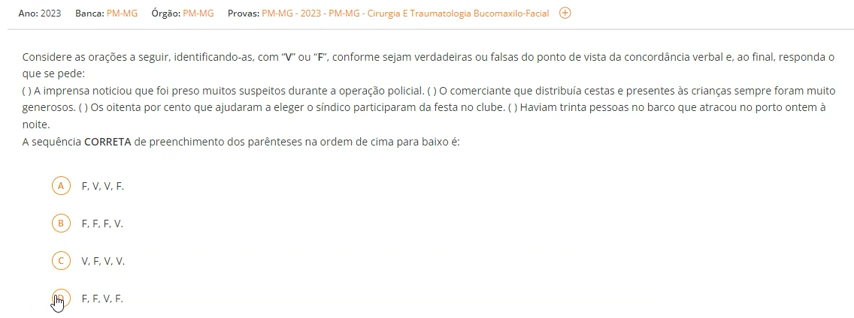 Ano: 2023 Banca: PM-MG Órgão: PM-MG Provas: PM-MG - 2023 - PM-MG - Cirurgia E Traumatologia Bucomaxilo-Facial
Considere as orações a seguir, identificando-as, com “V” ou “F”, conforme sejam verdadeiras ou falsas do ponto de vista da concordância verbal e, ao final, responda o
que se pede:
( ) A imprensa noticiou que foi preso muitos suspeitos durante a operação policial. ( ) O comerciante que distribuía cestas e presentes às crianças sempre foram muito
generosos. ( ) Os oitenta por cento que ajudaram a eleger o síndico participaram da festa no clube. ( ) Haviam trinta pessoas no barco que atracou no porto ontem à
noite.
A sequência CORRETA de preenchimento dos parênteses na ordem de cima para baixo é:
A F, V, V, F.
B F, F, F, V.
C V, F, V, V.
F, F, V, F.